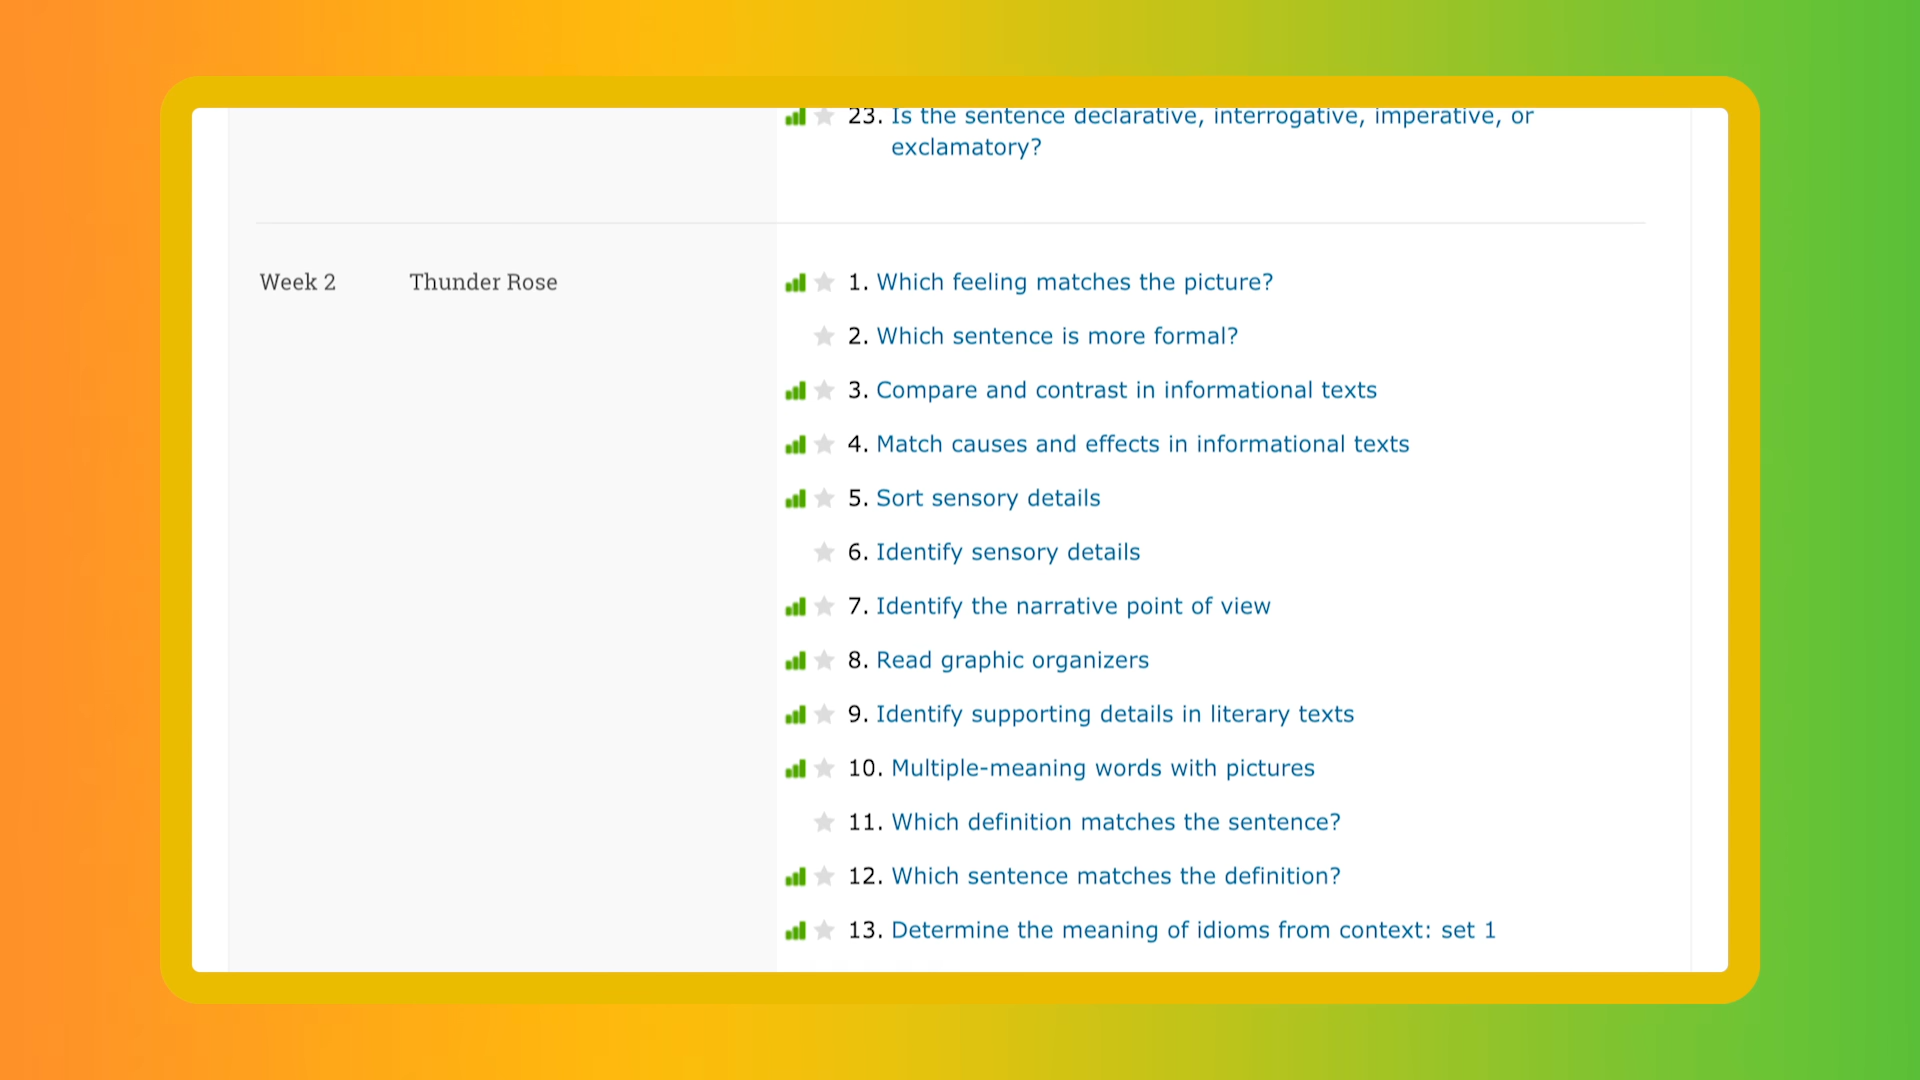 23. Is the sentence declarative, interrogative, imperative, or
exclamatory?
Week 2 Thunder Rose
1. Which feeling matches the picture?
2. Which sentence is more formal?
3. Compare and contrast in informational texts
4. Match causes and effects in informational texts
5. Sort sensory details
6. Identify sensory details
7. Identify the narrative point of view
8. Read graphic organizers
9. Identify supporting details in literary texts
10. Multiple-meaning words with pictures
11. Which definition matches the sentence?
12. Which sentence matches the definition?
13. Determine the meaning of idioms from context: set 1